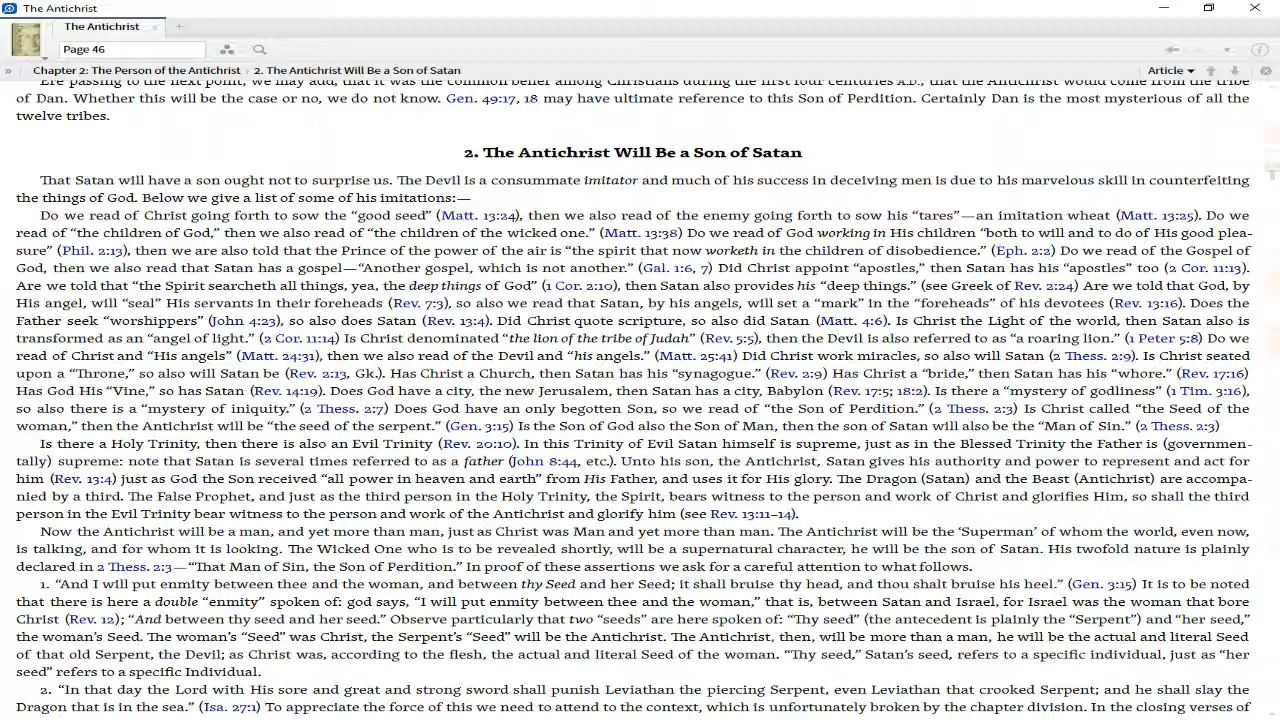 The Antichrist
The Antichrist
Page 46
Chapter 2: The Person of the Antichrist › 2. The Antichrist Will Be a Son of Satan
Article
Ere passing to the next point, we may add, that it was the common belief among Christians during the first four centuries A.D., that the Antichrist would come from the tribe
of Dan. Whether this will be the case or no, we do not know. Gen. 49:17, 18 may have ultimate reference to this Son of Perdition. Certainly Dan is the most mysterious of all the
twelve tribes.
2. The Antichrist Will Be a Son of Satan
That Satan will have a son ought not to surprise us. The Devil is a consummate imitator and much of his success in deceiving men is due to his marvelous skill in counterfeiting
the things of God. Below we give a list of some of his imitations:—
Do we read of Christ going forth to sow the “good seed” (Matt. 13:24), then we also read of the enemy going forth to sow his “tares”—an imitation wheat (Matt. 13:25). Do we
read of “the children of God,” then we also read of “the children of the wicked one.” (Matt. 13:38) Do we read of God working in His children “both to will and to do of His good plea-
sure” (Phil. 2:13), then we are also told that the Prince of the power of the air is “the spirit that now worketh in the children of disobedience.” (Eph. 2:2) Do we read of the Gospel of
God, then we also read that Satan has a gospel—“Another gospel, which is not another.” (Gal. 1:6, 7) Did Christ appoint “apostles,” then Satan has his “apostles” too (2 Cor. 11:13).
Are we told that “the Spirit searcheth all things, yea, the deep things of God” (1 Cor. 2:10), then Satan also provides his “deep things.” (see Greek of Rev. 2:24) Are we told that God, by
His angel, will “seal” His servants in their foreheads (Rev. 7:3), so also we read that Satan, by his angels, will set a “mark” in the “foreheads” of his devotees (Rev. 13:16). Does the
Father seek “worshippers” (John 4:23), so also does Satan (Rev. 13:4). Did Christ quote scripture, so also did Satan (Matt. 4:6). Is Christ the Light of the world, then Satan also is
transformed as an “angel of light.” (2 Cor. 11:14) Is Christ denominated “the lion of the tribe of Judah” (Rev. 5:5), then the Devil is also referred to as “a roaring lion.” (1 Peter 5:8) Do we
read of Christ and “His angels” (Matt. 24:31), then we also read of the Devil and “his angels.” (Matt. 25:41) Did Christ work miracles, so also will Satan (2 Thess. 2:9). Is Christ seated
upon a “Throne,” so also will Satan be (Rev. 2:13, Gk.). Has Christ a Church, then Satan has his “synagogue.” (Rev. 2:9) Has Christ a “bride,” then Satan has his “whore.” (Rev. 17:16)
Has God His “Vine,” so has Satan (Rev. 14:19). Does God have a city, the new Jerusalem, then Satan has a city, Babylon (Rev. 17:5; 18:2). Is there a “mystery of godliness” (1 Tim. 3:16),
so also there is a “mystery of iniquity.” (2 Thess. 2:7) Does God have an only begotten Son, so we read of “the Son of Perdition.” (2 Thess. 2:3) Is Christ called “the Seed of the
woman,” then the Antichrist will be “the seed of the serpent.” (Gen. 3:15) Is the Son of God also the Son of Man, then the son of Satan will also be the “Man of Sin.” (2 Thess. 2:3)
Is there a Holy Trinity, then there is also an Evil Trinity (Rev. 20:10). In this Trinity of Evil Satan himself is supreme, just as in the Blessed Trinity the Father is (governmen-
tally) supreme: note that Satan is several times referred to as a father (John 8:44, etc.). Unto his son, the Antichrist, Satan gives his authority and power to represent and act for
him (Rev. 13:4) just as God the Son received “all power in heaven and earth” from His Father, and uses it for His glory. The Dragon (Satan) and the Beast (Antichrist) are accompa-
nied by a third. The False Prophet, and just as the third person in the Holy Trinity, the Spirit, bears witness to the person and work of Christ and glorifies Him, so shall the third
person in the Evil Trinity bear witness to the person and work of the Antichrist and glorify him (see Rev. 13:11–14).
Now the Antichrist will be a man, and yet more than man, just as Christ was Man and yet more than man. The Antichrist will be the ‘Superman’ of whom the world, even now,
is talking, and for whom it is looking. The Wicked One who is to be revealed shortly, will be a supernatural character, he will be the son of Satan. His twofold nature is plainly
declared in 2 Thess. 2:3—“That Man of Sin, the Son of Perdition.” In proof of these assertions we ask for a careful attention to what follows.
1. “And I will put enmity between thee and the woman, and between thy Seed and her Seed; it shall bruise thy head, and thou shalt bruise his heel.” (Gen. 3:15) It is to be noted
that there is here a double “enmity” spoken of: god says, “I will put enmity between thee and the woman,” that is, between Satan and Israel, for Israel was the woman that bore
Christ (Rev. 12); “And between thy seed and her seed.” Observe particularly that two “seeds” are here spoken of: “Thy seed” (the antecedent is plainly the “Serpent”) and “her seed,”
the woman’s Seed. The woman’s “Seed” was Christ, the Serpent’s “Seed” will be the Antichrist. The Antichrist, then, will be more than a man, he will be the actual and literal Seed
of that old Serpent, the Devil; as Christ was, according to the flesh, the actual and literal Seed of the woman. “Thy seed,” Satan’s seed, refers to a specific individual, just as “her
seed” refers to a specific Individual.
2. “In that day the Lord with His sore and great and strong sword shall punish Leviathan the piercing Serpent, even Leviathan that crooked Serpent; and he shall slay the
Dragon that is in the sea.” (Isa. 27:1) To appreciate the force of this we need to attend to the context, which is unfortunately broken by the chapter division. In the closing verses of